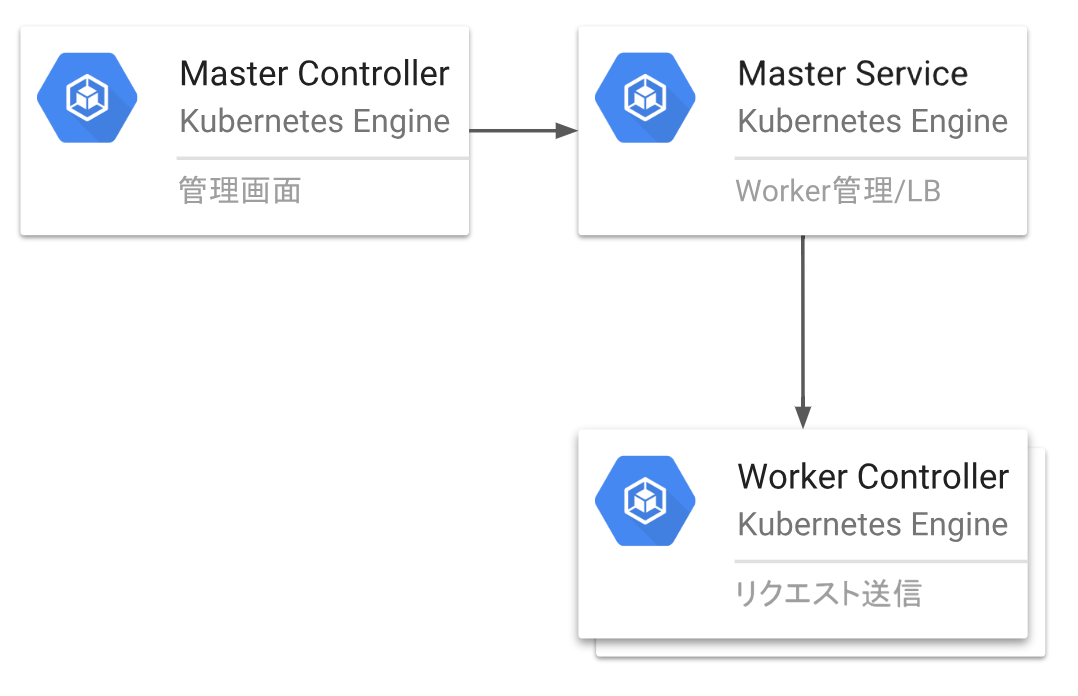 Master Controller
Kubernetes Engine
管理画面
Master Service
Kubernetes Engine
Worker管理/LB
Worker Controller
Kubernetes Engine
リクエスト送信